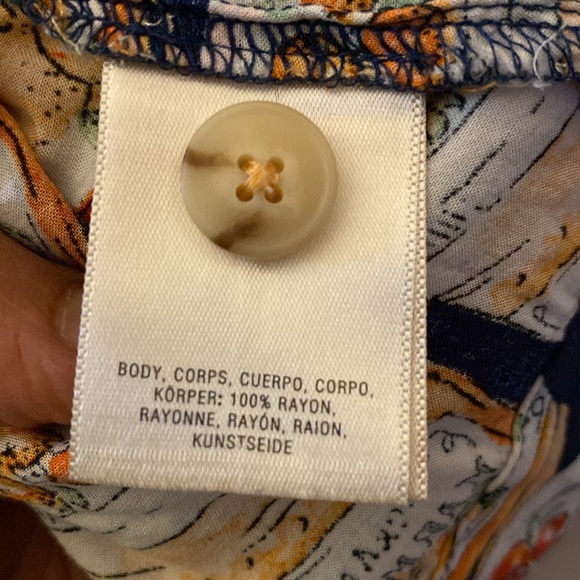 BODY, CORPS, CUERPO, CORPO,
KÖRPER: 100% RAYON,
RAYONNE, RAYÓN, RAION,
KUNSTSEIDE